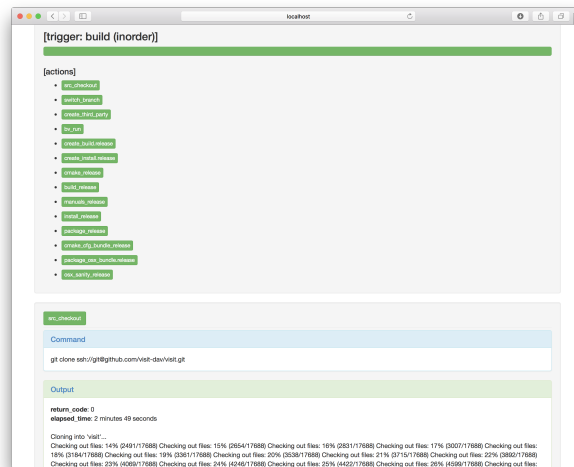 localhost
[trigger: build (inorder)]
[actions]
src_checkout
switch_branch
create_third_party
bv_run
create_build.release
create_install.release
cmake_release
build_release
manuals_release
install_release
package_release
cmake_cfg_bundle_release
package_osx_bundle.release
osx_sanity_release
src_checkout
Command
git clone ssh://git@github.com/visit-dav/visit.git
Output
return_code: 0
elapsed_time: 2 minutes 49 seconds
Cloning into 'visit'...
Checking out files: 14% (2491/17688) Checking out files: 15% (2654/17688) Checking out files: 16% (2831/17688) Checking out files: 17% (3007/17688) Checking out files:
18% (3184/17688) Checking out files: 19% (3361/17688) Checking out files: 20% (3538/17688) Checking out files: 21% (3715/17688) Checking out files: 22% (3892/17688)
Checking out files: 23% (4069/17688) Checking out files: 24% (4246/17688) Checking out files: 25% (4422/17688) Checking out files: 26% (4599/17688) Checking out files: